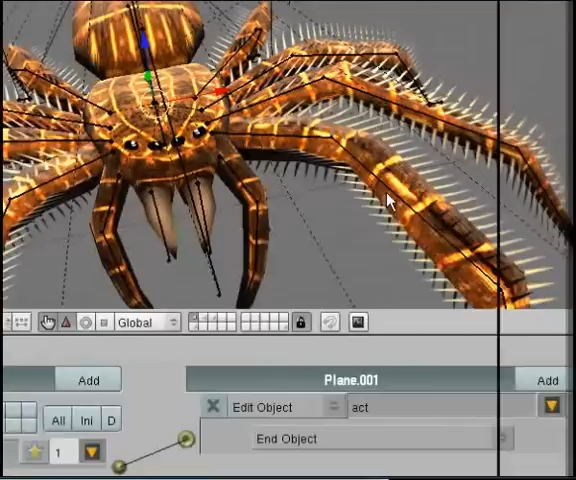 Global
Add Plane.001 Add
Edit Object act
All Ini D End Object
1